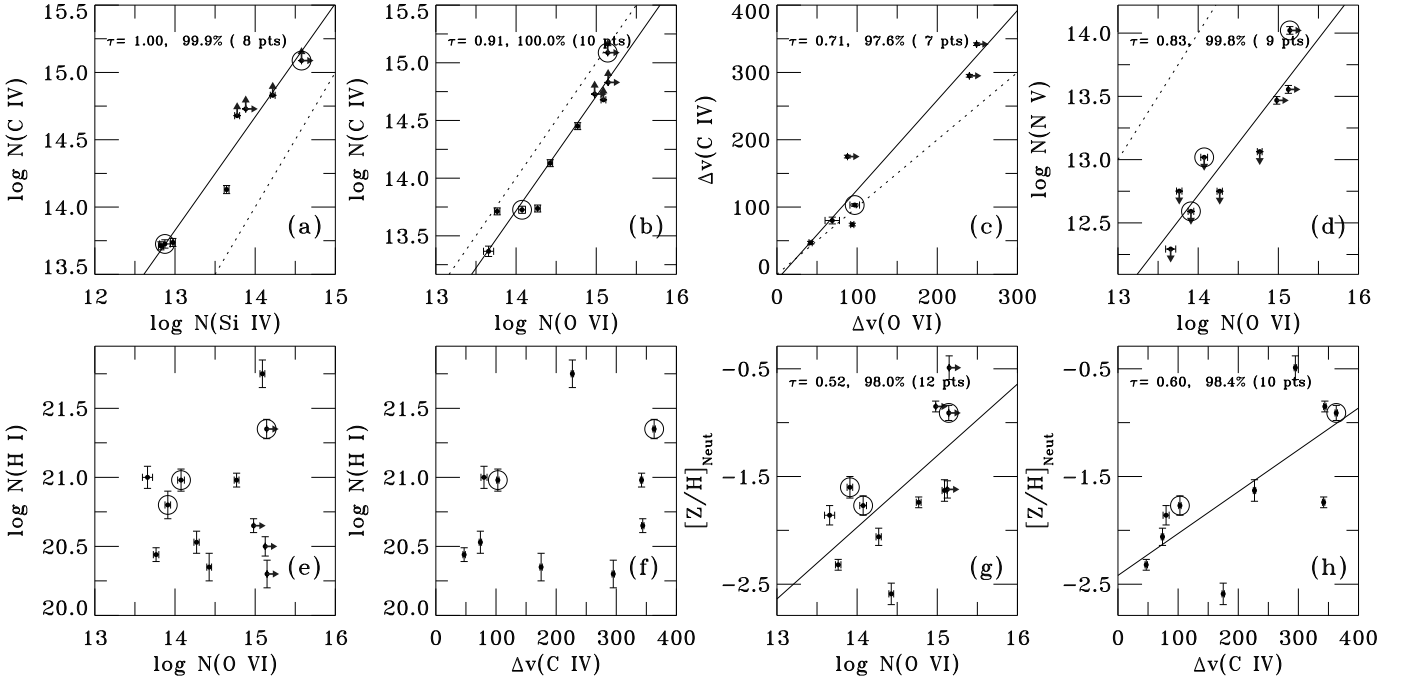 τ= 1.00, 99.9% ( 8 pts)
log N(C IV)
15.5
15.0
14.5
14.0
13.5
(a)
12 13 14 15
log N(Si IV)
τ= 0.91, 100.0% (10 pts)
log N(C IV)
15.5
15.0
14.5
14.0
13.5
(b)
13 14 15 16
log N(O VI)
τ= 0.71, 97.6% ( 7 pts)
Δv(C IV)
400
300
200
100
0
(c)
0 100 200 300
Δv(O VI)
τ= 0.83, 99.8% ( 9 pts)
log N(N V)
14.0
13.5
13.0
12.5
(d)
13 14 15 16
log N(O VI)
log N(H I)
21.5
21.0
20.5
20.0
(e)
13 14 15 16
log N(O VI)
log N(H I)
21.5
21.0
20.5
20.0
(f)
0 100 200 300 400
Δv(C IV)
τ= 0.52, 98.0% (12 pts)
[Z/H]Neut
−0.5
−1.5
−2.5
(g)
13 14 15 16
log N(O VI)
τ= 0.60, 98.4% (10 pts)
[Z/H]Neut
−0.5
−1.5
−2.5
(h)
0 100 200 300 400
Δv(C IV)